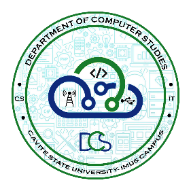 DEPARTMENT OF COMPUTER STUDIES
CS
IT
</>
DCS
CAVITE STATE UNIVERSITY-IMUS CAMPUS